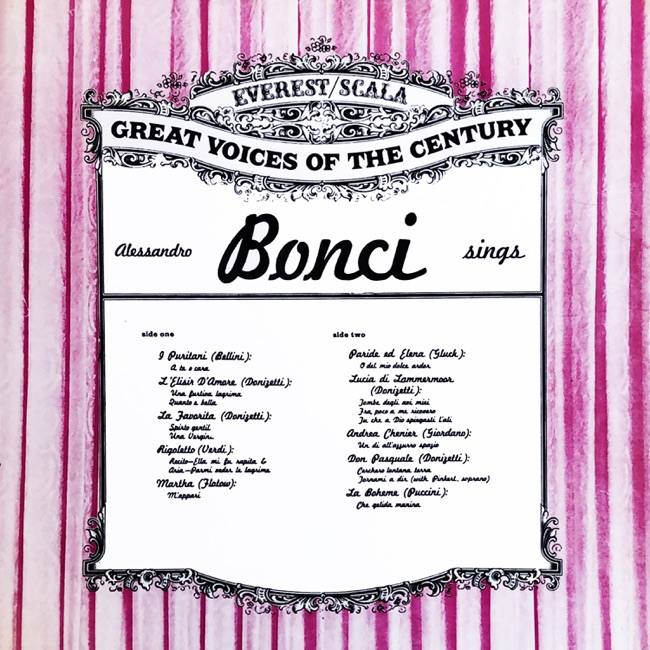 EVEREST/SCALA
GREAT VOICES OF THE CENTURY
Alessandro Bonci sings
side one
I Puritani (Bellini):
A te o cara
L'Elisir D'Amore (Donizetti):
Una furtiva lagrima
Quanto e bella
La Favorita (Donizetti):
Spirto gentil
Una Vergin.
Rigoletto (Verdi):
Recito—Ella mi fu rapita &
Aria—Parmi veder le lagrime
Martha (Flotow):
M'appari
side two
Paride ed Elena (Gluck):
O del mio dolce ardor
Lucia di Lammermoor
(Donizetti):
Tombe degli avi miei
Fra, poco a me ricovero
Tu che a Dio spiegasti l'ali
Andrea Chenier (Giordano):
Un di all'azzurro spazio
Don Pasquale (Donizetti):
Cerchero lontana terra
Tornami a dir (with Pinkert, soprano)
La Boheme (Puccini):
Che gelida manina